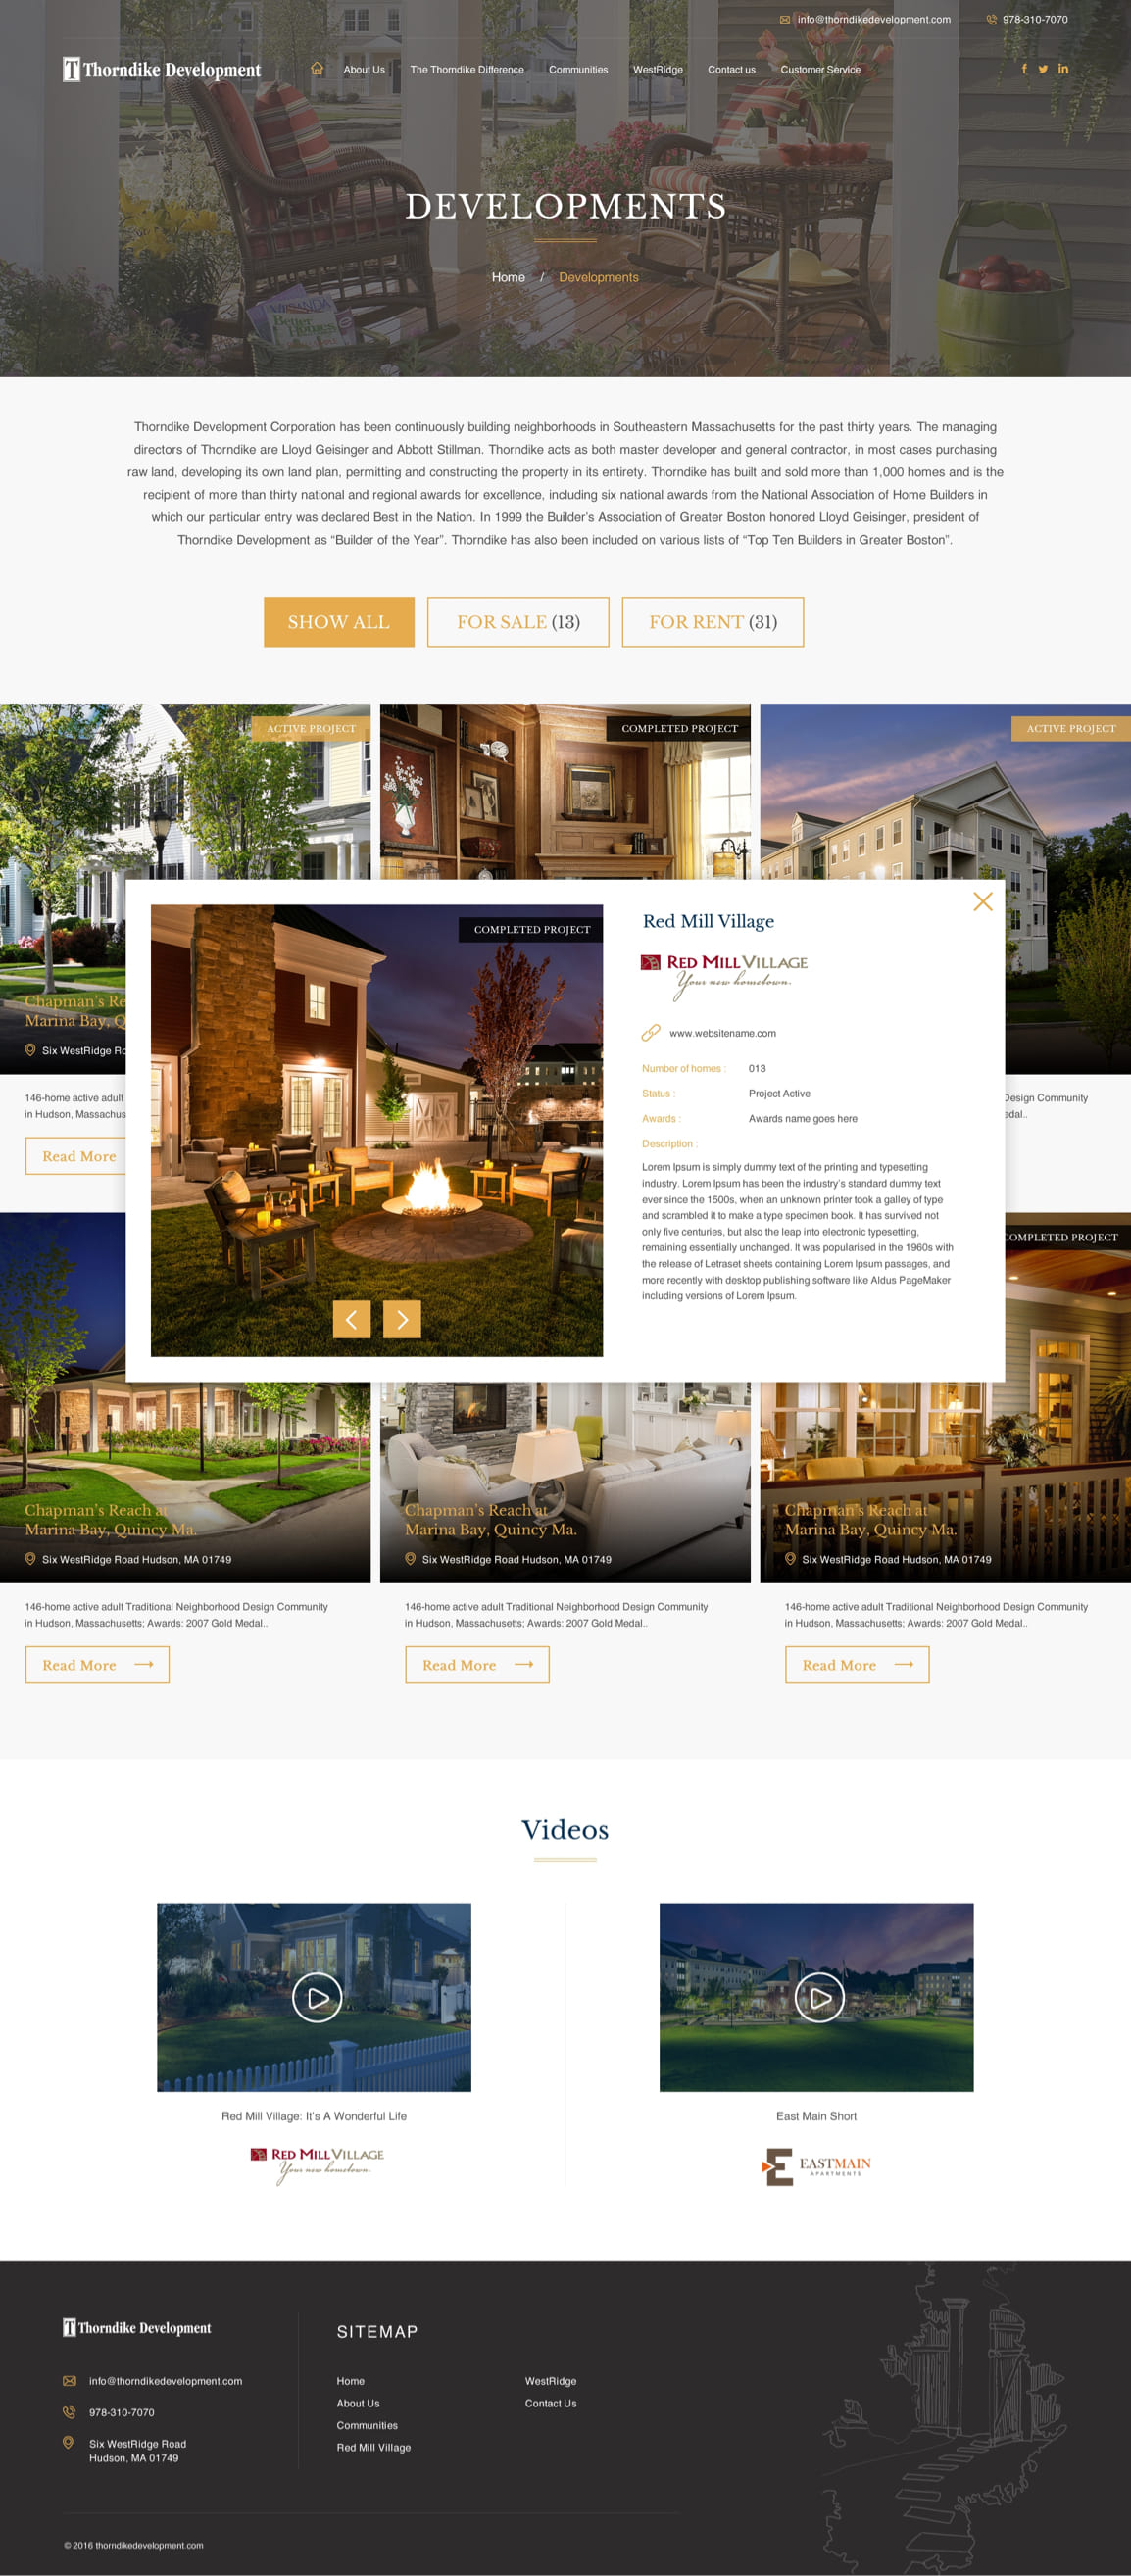 info@thorndikedevelopment.com
978-310-7070
T Thorndike Development
About Us
The Thorndike Difference
Communities
WestRidge
Contact us
Customer Service
DEVELOPMENTS
Home / Developments
Thorndike Development Corporation has been continuously building neighborhoods in Southeastern Massachusetts for the past thirty years. The managing
directors of Thorndike are Lloyd Geisinger and Abbott Stillman. Thorndike acts as both master developer and general contractor, in most cases purchasing
raw land, developing its own land plan, permitting and constructing the property in its entirety. Thorndike has built and sold more than 1,000 homes and is the
recipient of more than thirty national and regional awards for excellence, including six national awards from the National Association of Home Builders in
which our particular entry was declared Best in the Nation. In 1999 the Builder's Association of Greater Boston honored Lloyd Geisinger, president of
Thorndike Development as “Builder of the Year”. Thorndike has also been included on various lists of “Top Ten Builders in Greater Boston”.
SHOW ALL
FOR SALE (13)
FOR RENT (31)
ACTIVE PROJECT
COMPLETED PROJECT
ACTIVE PROJECT
Chapman's Re
Marina Bay, Q
Six WestRidge Ro
146-home active adult
in Hudson, Massachus
Read More
Design Community
edal..
COMPLETED PROJECT
Red Mill Village
RED MILL VILLAGE
Your new hometown.
www.websitename.com
Number of homes : 013
Status : Project Active
Awards : Awards name goes here
Description :
Lorem Ipsum is simply dummy text of the printing and typesetting
industry. Lorem Ipsum has been the industry's standard dummy text
ever since the 1500s, when an unknown printer took a galley of type
and scrambled it to make a type specimen book. It has survived not
only five centuries, but also the leap into electronic typesetting,
remaining essentially unchanged. It was popularised in the 1960s with
the release of Letraset sheets containing Lorem Ipsum passages, and
more recently with desktop publishing software like Aldus PageMaker
including versions of Lorem Ipsum.
COMPLETED PROJECT
Chapman's Reach at
Marina Bay, Quincy Ma.
Six WestRidge Road Hudson, MA 01749
146-home active adult Traditional Neighborhood Design Community
in Hudson, Massachusetts; Awards: 2007 Gold Medal..
Read More
Chapman's Reach at
Marina Bay, Quincy Ma.
Six WestRidge Road Hudson, MA 01749
146-home active adult Traditional Neighborhood Design Community
in Hudson, Massachusetts; Awards: 2007 Gold Medal..
Read More
Chapman's Reach at
Marina Bay, Quincy Ma.
Six WestRidge Road Hudson, MA 01749
146-home active adult Traditional Neighborhood Design Community
in Hudson, Massachusetts; Awards: 2007 Gold Medal..
Read More
Videos
Red Mill Village: It's A Wonderful Life
RED MILL VILLAGE
Your new hometown.
East Main Short
E EASTMAIN
APARTMENTS
T Thorndike Development
info@thorndikedevelopment.com
978-310-7070
Six WestRidge Road
Hudson, MA 01749
SITEMAP
Home
About Us
Communities
Red Mill Village
WestRidge
Contact Us
© 2016 thorndikedevelopment.com